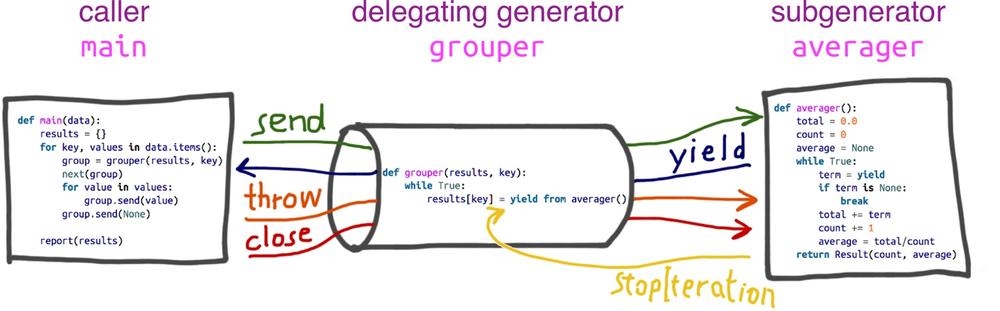 caller
main
delegating generator
grouper
subgenerator
averager
def main(data):
    results = {}
    for key, values in data.items():
        group = grouper(results, key)
        next(group)
        for value in values:
            group.send(value)
        group.send(None)

    report(results)
send
throw
close
def grouper(results, key):
    while True:
        results[key] = yield from averager()
yield
StopIteration
def averager():
    total = 0.0
    count = 0
    average = None
    while True:
        term = yield
        if term is None:
            break
        total += term
        count += 1
        average = total/count
    return Result(count, average)